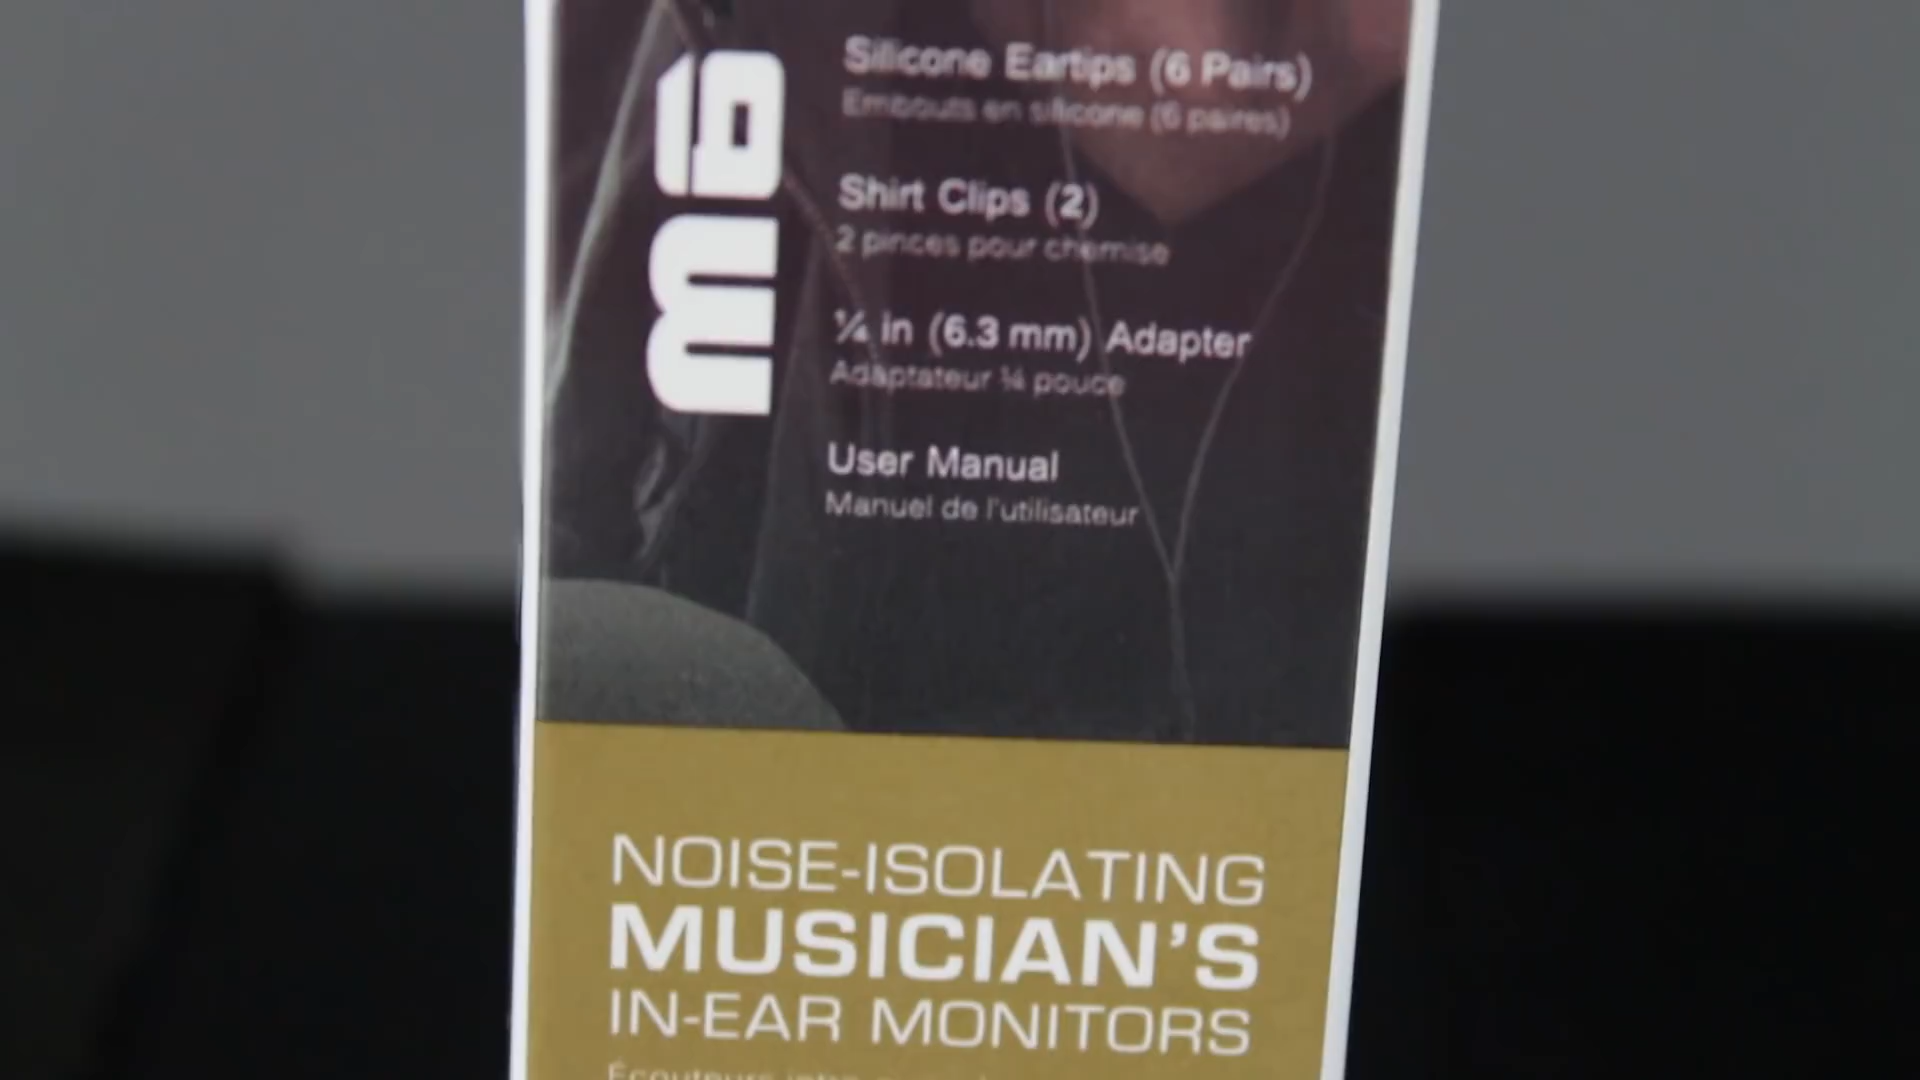 m6
Silicone Eartips (6 Pairs)
Embouts en silicone (6 paires)
Shirt Clips (2)
2 pinces pour chemise
¼ in (6.3 mm) Adapter
Adaptateur ¼ pouce
User Manual
Manuel de l'utilisateur
NOISE-ISOLATING
MUSICIAN'S
IN-EAR MONITORS
Écouteurs intra